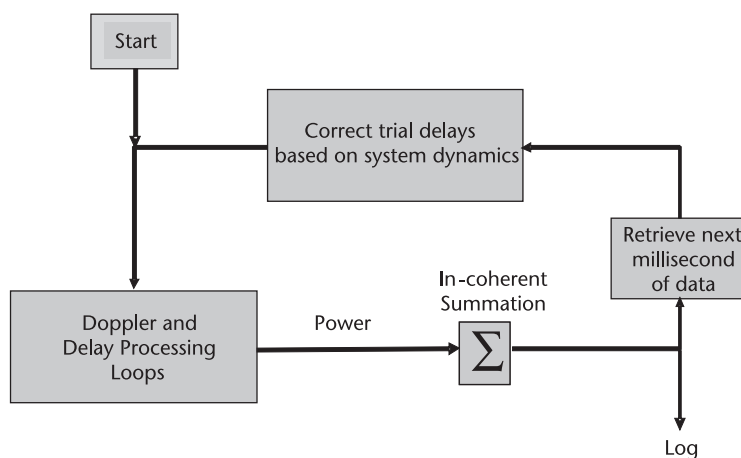 Start
Correct trial delays
based on system dynamics
Retrieve next
millisecond
of data
In-coherent
Summation
Doppler and
Delay Processing
Loops
Power
Σ
Log